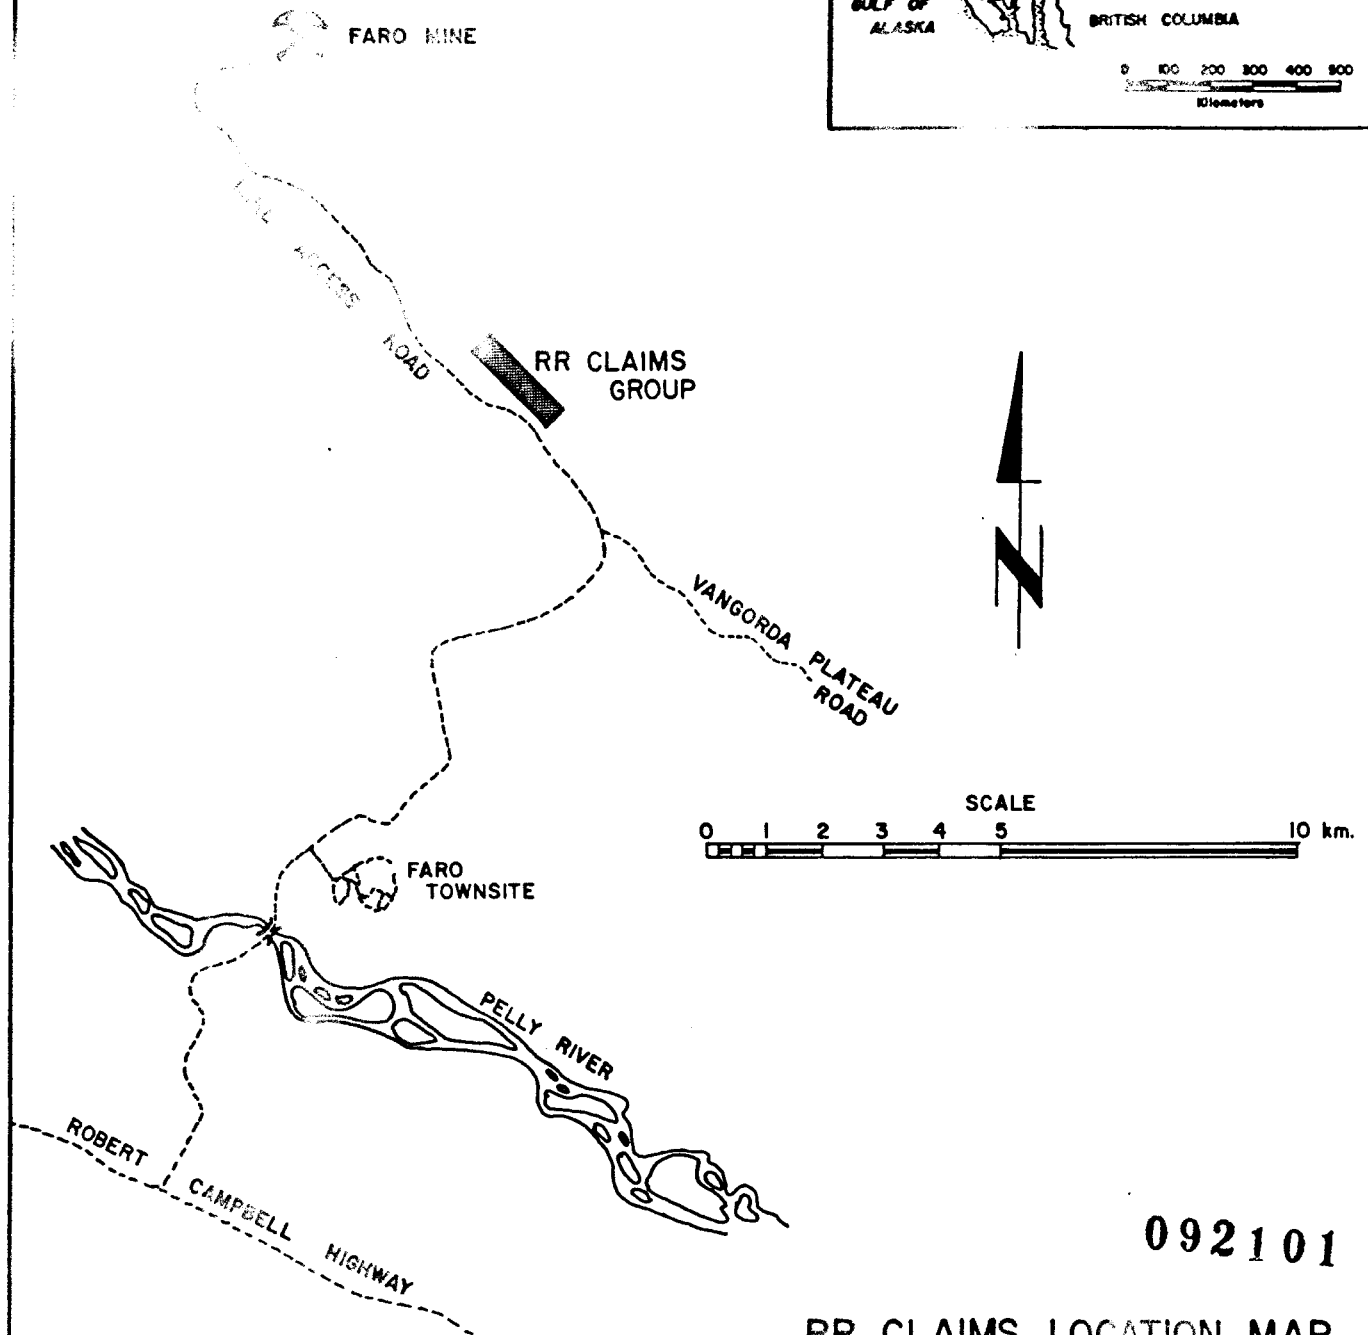 FARO MINE
GULF OF
ALASKA
BRITISH COLUMBIA
0 100 200 300 400 500
Kilometers
ACCESS
ROAD
RR CLAIMS
GROUP
N
VANGORDA PLATEAU
ROAD
SCALE
0 1 2 3 4 5 10 km.
FARO
TOWNSITE
PELLY RIVER
ROBERT CAMPBELL HIGHWAY
092101
RR CLAIMS LOCATION MAP